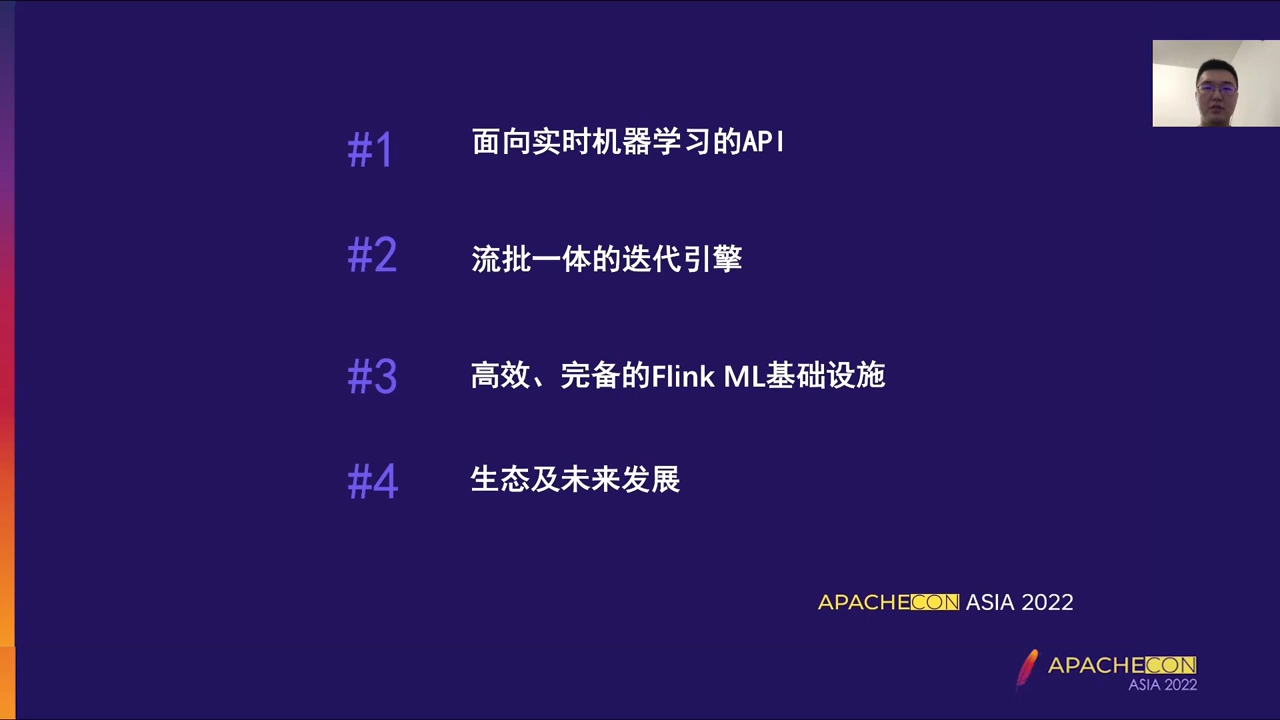 #1 面向实时机器学习的API
#2 流批一体的迭代引擎
#3 高效、完备的Flink ML基础设施
#4 生态及未来发展
APACHECON ASIA 2022
APACHECON
ASIA 2022